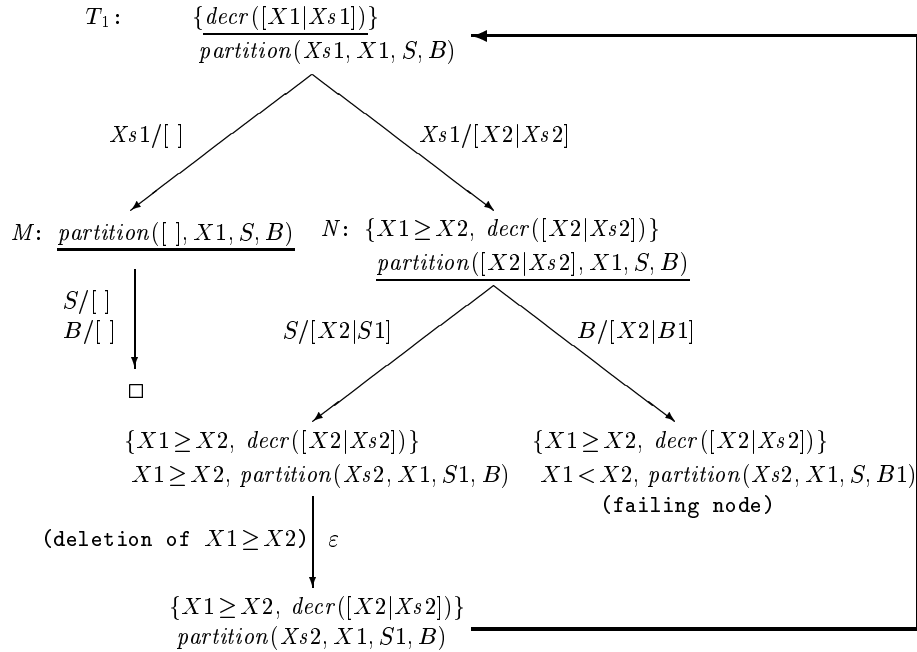 T₁: {decr([X1|Xs1])}
partition(Xs1, X1, S, B)
Xs1/[ ] Xs1/[X2|Xs2]
M: partition([ ], X1, S, B) N: {X1≥X2, decr([X2|Xs2])}
partition([X2|Xs2], X1, S, B)
S/[ ]
B/[ ]
S/[X2|S1] B/[X2|B1]
□
{X1≥X2, decr([X2|Xs2])} {X1≥X2, decr([X2|Xs2])}
X1≥X2, partition(Xs2, X1, S1, B) X1<X2, partition(Xs2, X1, S, B1)
(failing node)
(deletion of X1≥X2) ε
{X1≥X2, decr([X2|Xs2])}
partition(Xs2, X1, S1, B)